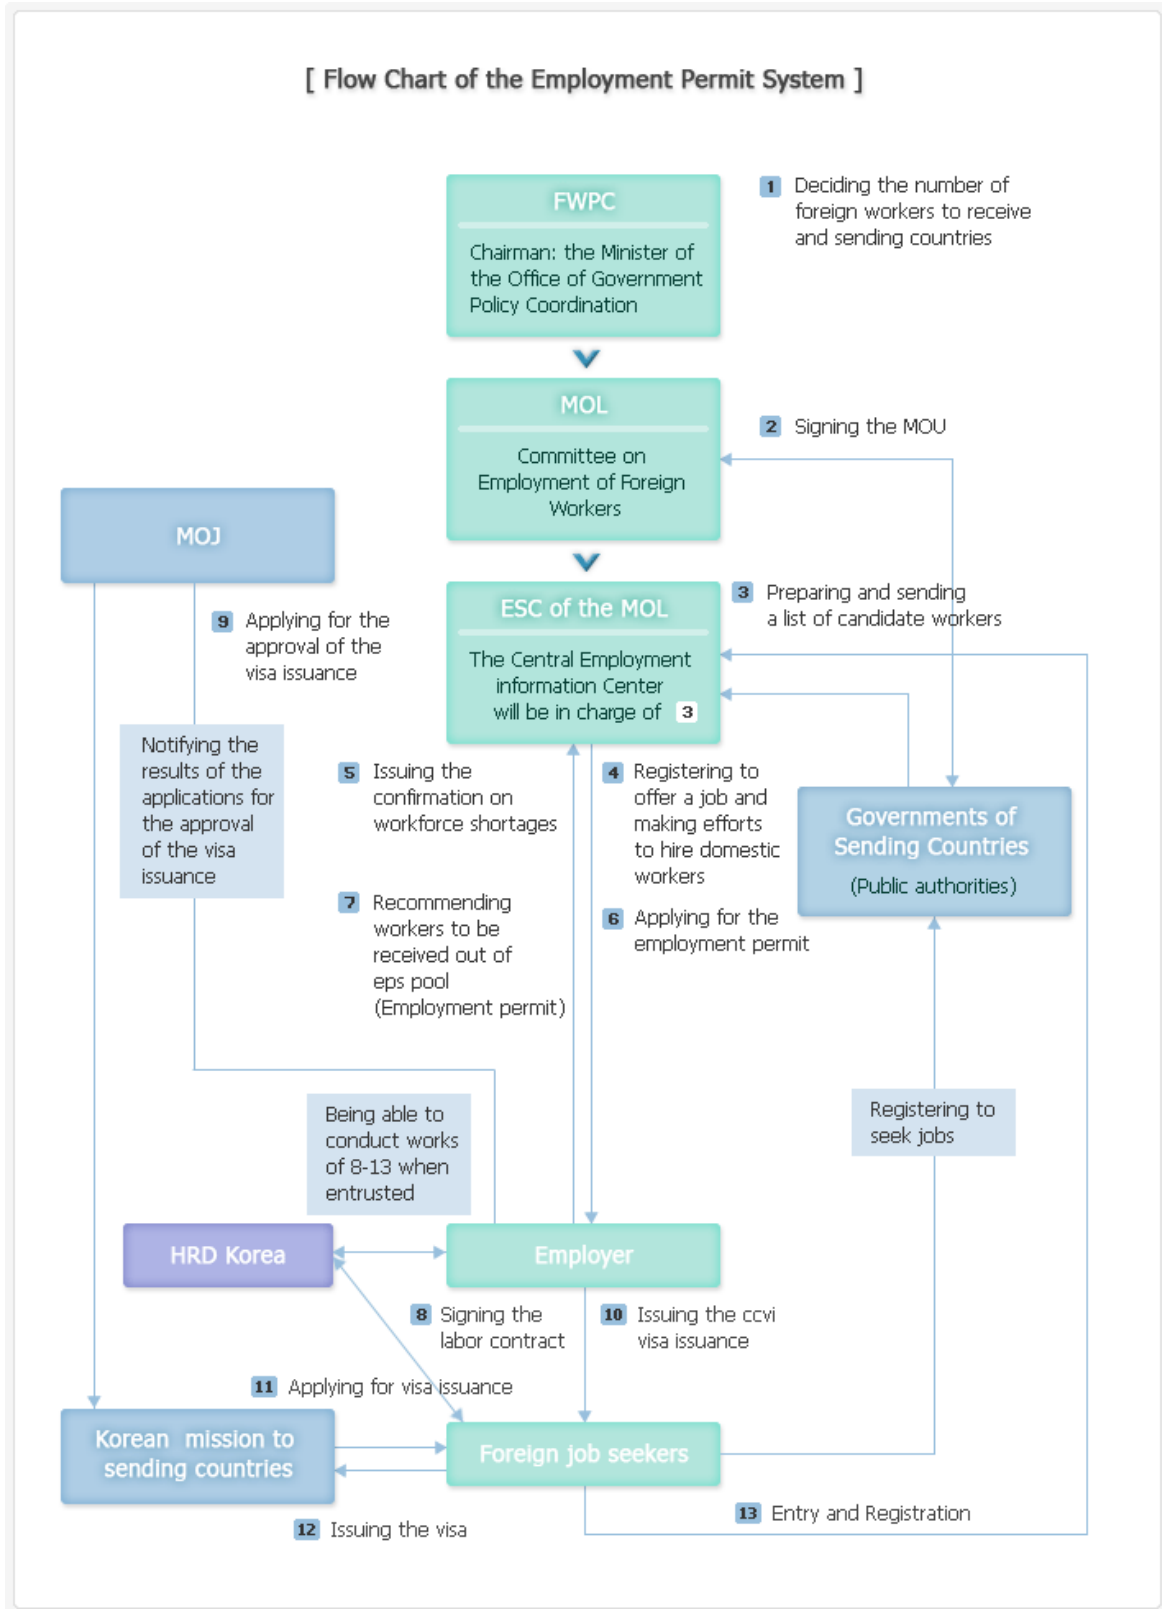 [ Flow Chart of the Employment Permit System ]
FWPC
Chairman: the Minister of
the Office of Government
Policy Coordination
1 Deciding the number of
foreign workers to receive
and sending countries
MOL
Committee on
Employment of Foreign
Workers
2 Signing the MOU
MOJ
ESC of the MOL
The Central Employment
information Center
will be in charge of 3
3 Preparing and sending
a list of candidate workers
9 Applying for the
approval of the
visa issuance
Notifying the
results of the
applications for
the approval
of the visa
issuance
5 Issuing the
confirmation on
workforce shortages
4 Registering to
offer a job and
making efforts
to hire domestic
workers
Governments of
Sending Countries
(Public authorities)
7 Recommending
workers to be
received out of
eps pool
(Employment permit)
6 Applying for the
employment permit
Being able to
conduct works
of 8-13 when
entrusted
Registering to
seek jobs
HRD Korea
Employer
8 Signing the
labor contract
10 Issuing the ccvi
visa issuance
11 Applying for visa issuance
Korean mission to
sending countries
Foreign job seekers
12 Issuing the visa
13 Entry and Registration